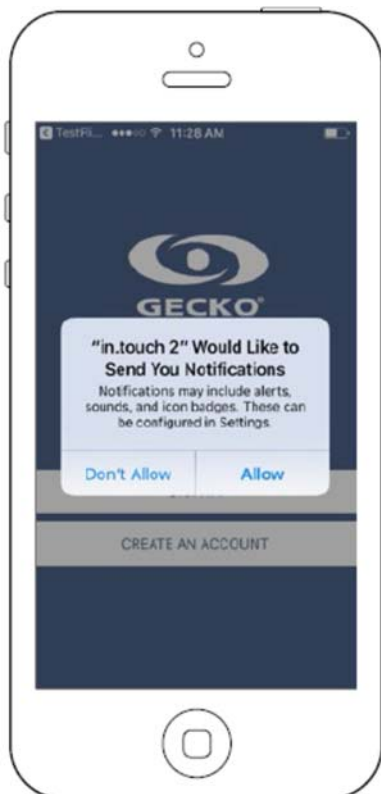 TestFli... 11:28 AM
GECKO®
"in.touch 2" Would Like to
Send You Notifications
Notifications may include alerts,
sounds, and icon badges. These can
be configured in Settings.
Don't Allow Allow
CREATE AN ACCOUNT